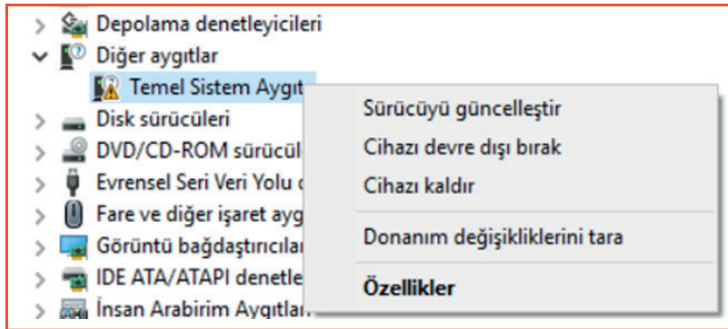 Depolama denetleyicileri
Diğer aygıtlar
Temel Sistem Aygıt
Disk sürücüleri
DVD/CD-ROM sürücül
Evrensel Seri Veri Yolu
Fare ve diğer işaret ayg
Görüntü bağdaştırıcıla
IDE ATA/ATAPI denetle
İnsan Arabirim Aygıtları
Sürücüyü güncelleştir
Cihazı devre dışı bırak
Cihazı kaldır
Donanım değişikliklerini tara
Özellikler